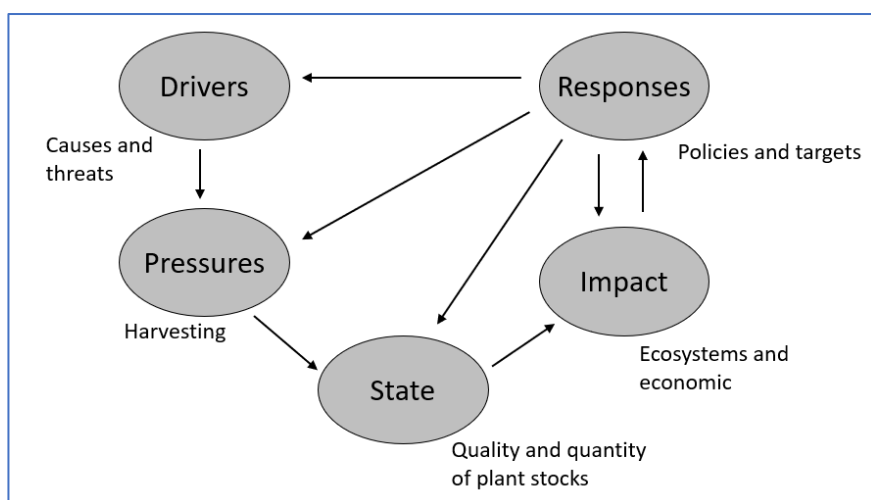 Drivers
Responses
Causes and
threats
Policies and targets
Pressures
Impact
Harvesting
Ecosystems and
economic
State
Quality and quantity
of plant stocks